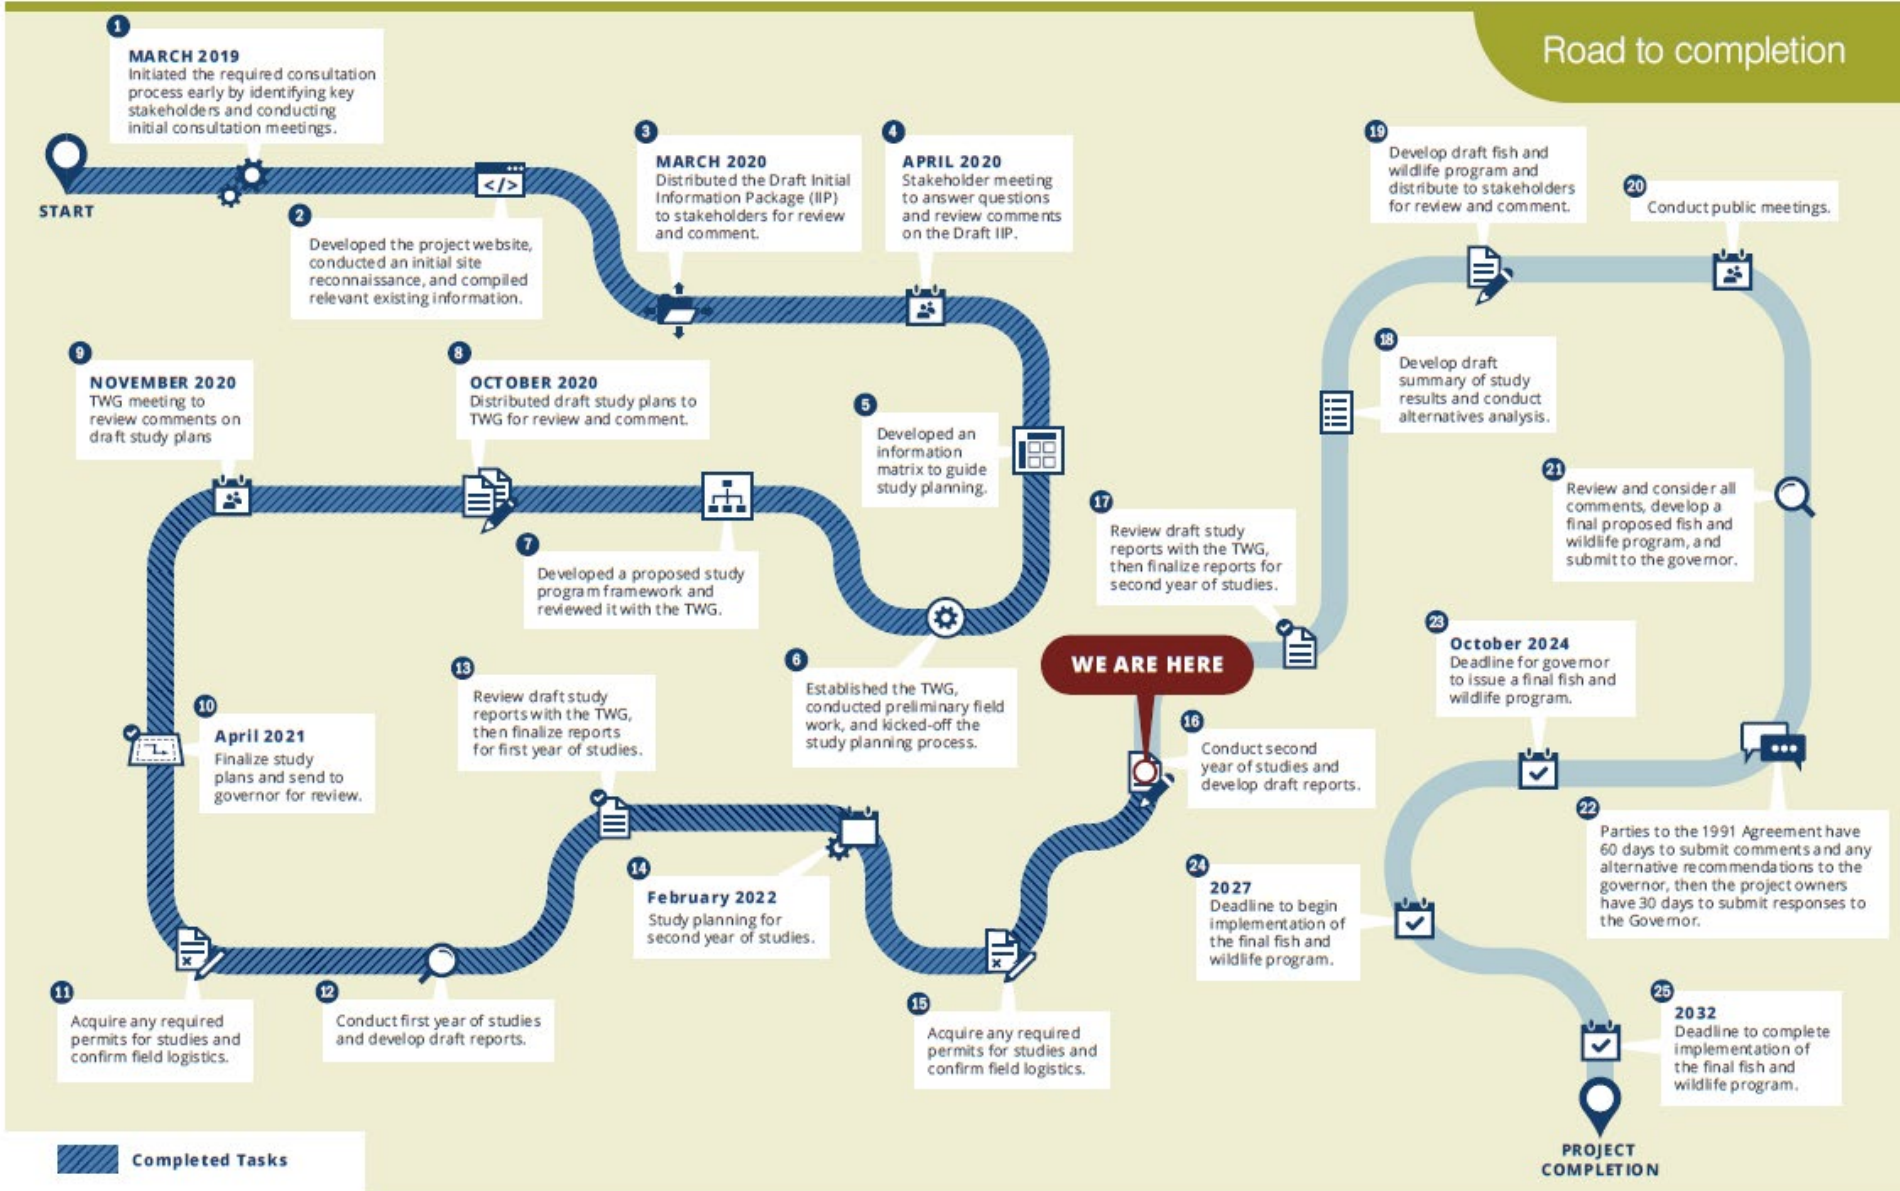 Road to completion
1
MARCH 2019
Initiated the required consultation
process early by identifying key
stakeholders and conducting
initial consultation meetings.
START
</>
2
Developed the project website,
conducted an initial site
reconnaissance, and compiled
relevant existing information.
3
MARCH 2020
Distributed the Draft Initial
Information Package (IIP)
to stakeholders for review
and comment.
4
APRIL 2020
Stakeholder meeting
to answer questions
and review comments
on the Draft IIP.
5
Developed an
information
matrix to guide
study planning.
6
Established the TWG,
conducted preliminary field
work, and kicked-off the
study planning process.
7
Developed a proposed study
program framework and
reviewed it with the TWG.
8
OCTOBER 2020
Distributed draft study plans to
TWG for review and comment.
9
NOVEMBER 2020
TWG meeting to
review comments on
draft study plans
10
April 2021
Finalize study
plans and send to
governor for review.
11
Acquire any required
permits for studies and
confirm field logistics.
12
Conduct first year of studies
and develop draft reports.
13
Review draft study
reports with the TWG,
then finalize reports
for first year of studies.
14
February 2022
Study planning for
second year of studies.
15
Acquire any required
permits for studies and
confirm field logistics.
WE ARE HERE
16
Conduct second
year of studies and
develop draft reports.
17
Review draft study
reports with the TWG,
then finalize reports for
second year of studies.
18
Develop draft
summary of study
results and conduct
alternatives analysis.
19
Develop draft fish and
wildlife program and
distribute to stakeholders
for review and comment.
20
Conduct public meetings.
21
Review and consider all
comments, develop a
final proposed fish and
wildlife program, and
submit to the governor.
22
Parties to the 1991 Agreement have
60 days to submit comments and any
alternative recommendations to the
governor, then the project owners
have 30 days to submit responses to
the Governor.
23
October 2024
Deadline for governor
to issue a final fish and
wildlife program.
24
2027
Deadline to begin
implementation of
the final fish and
wildlife program.
25
2032
Deadline to complete
implementation of
the final fish and
wildlife program.
PROJECT
COMPLETION
Completed Tasks